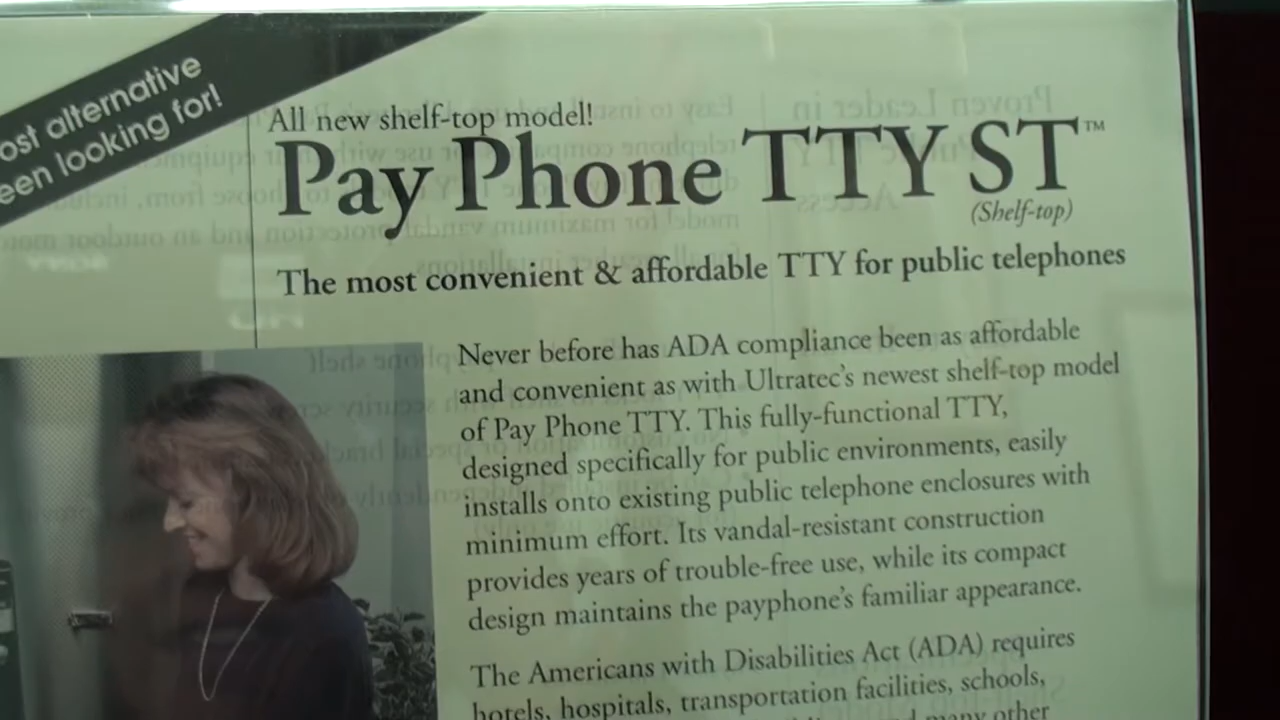 ost alternative
een looking for!
All new shelf-top model!
Pay Phone TTY ST™
(Shelf-top)
The most convenient & affordable TTY for public telephones
Never before has ADA compliance been as affordable
and convenient as with Ultratec's newest shelf-top model
of Pay Phone TTY. This fully-functional TTY,
designed specifically for public environments, easily
installs onto existing public telephone enclosures with
minimum effort. Its vandal-resistant construction
provides years of trouble-free use, while its compact
design maintains the payphone's familiar appearance.
The Americans with Disabilities Act (ADA) requires
hotels, hospitals, transportation facilities, schools,
many other